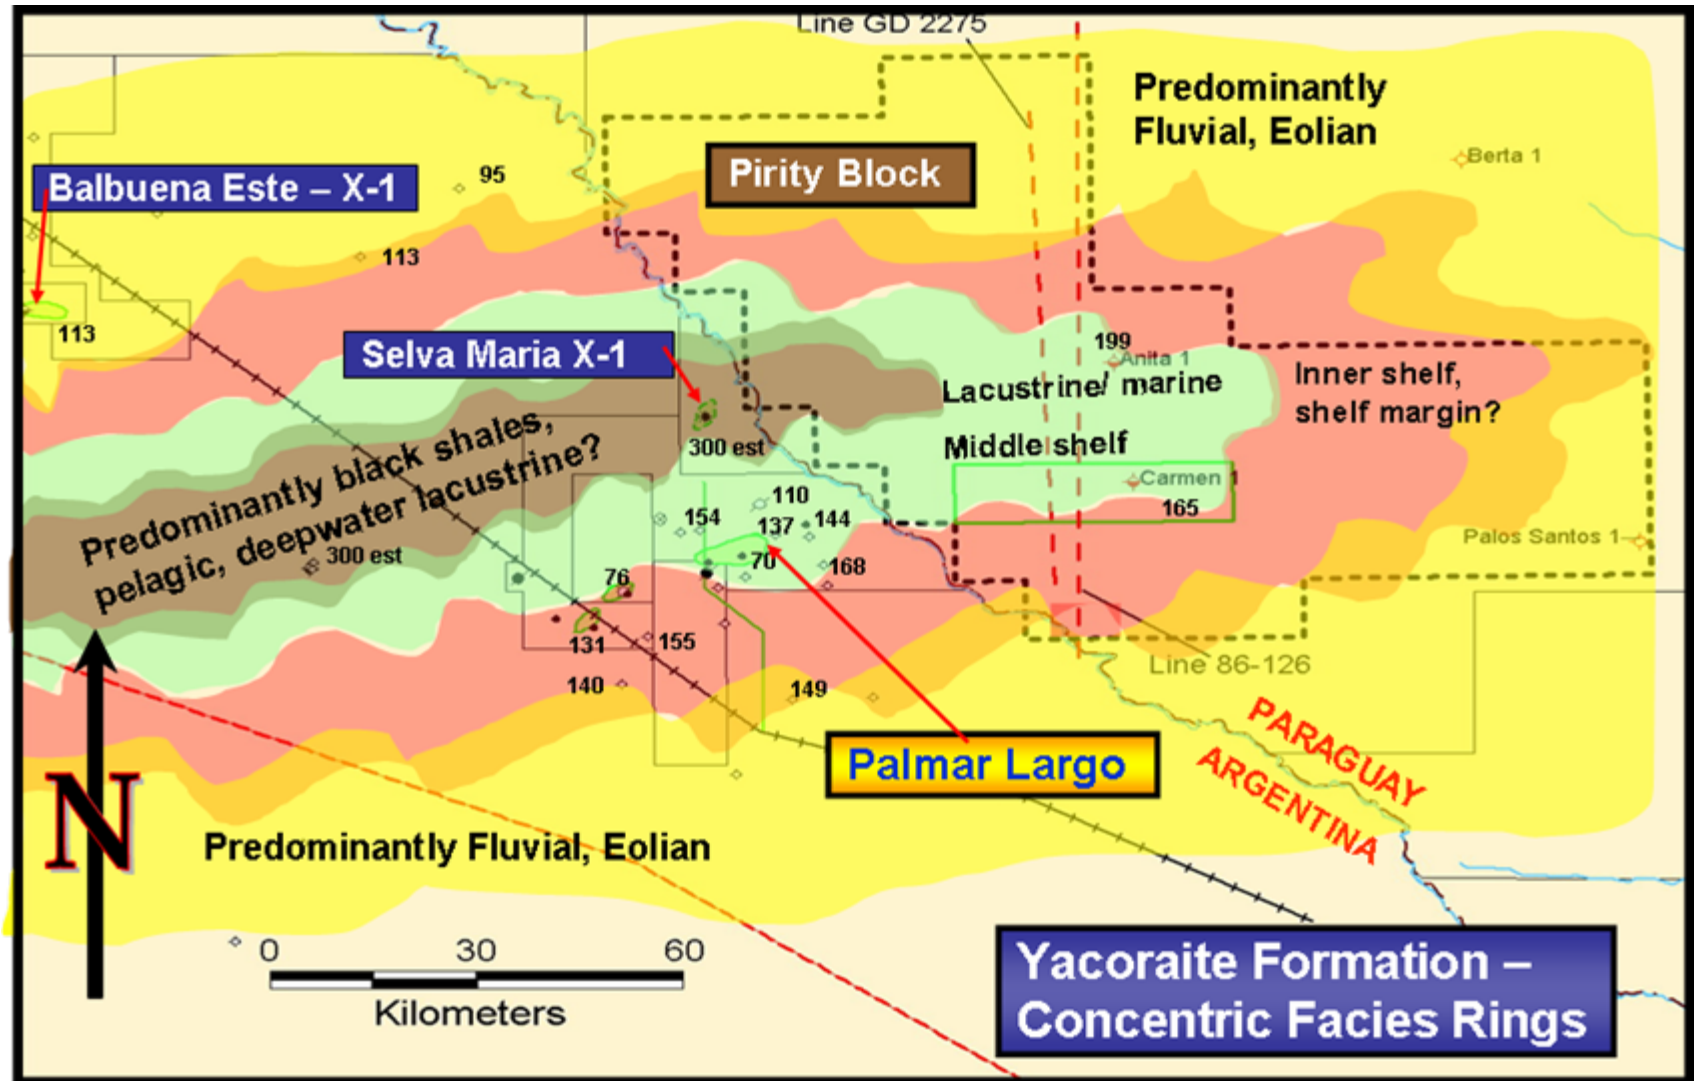 Line GD 2275
Predominantly
Fluvial, Eolian
Berta 1
Pirity Block
Balbuena Este – X-1
95
113
113
Selva Maria X-1
199
Anita 1
Lacustrine/ marine
Inner shelf,
shelf margin?
Middle shelf
300 est
Predominantly black shales,
pelagic, deepwater lacustrine?
300 est
Carmen 1
165
110
154
137
144
70
168
76
Palos Santos 1
131
155
140
149
Line 86-126
Palmar Largo
PARAGUAY
ARGENTINA
N
Predominantly Fluvial, Eolian
0 30 60
Kilometers
Yacoraite Formation –
Concentric Facies Rings